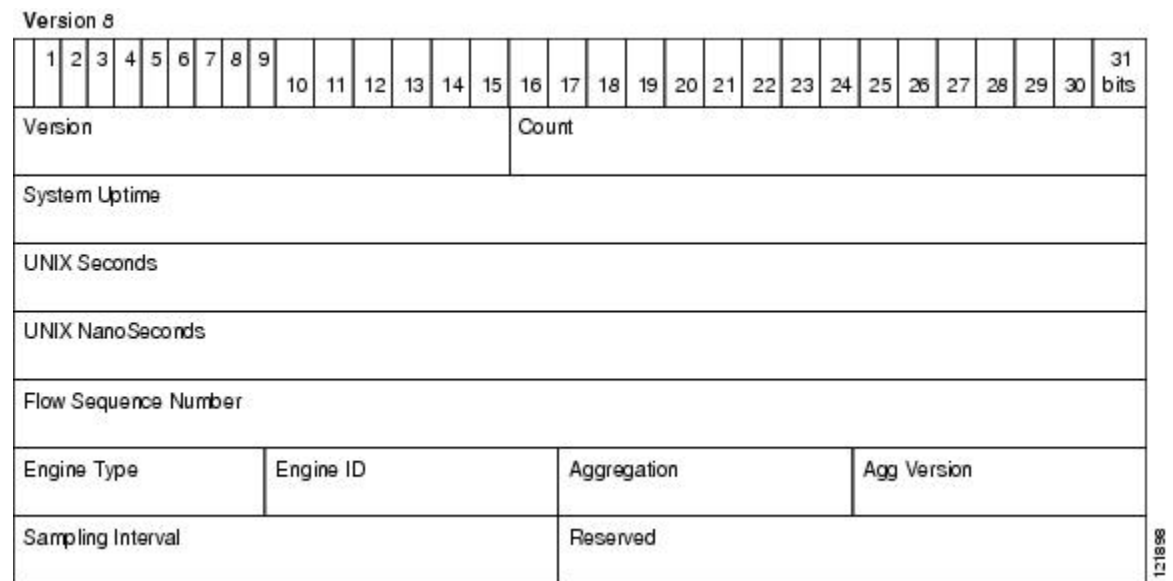 Version 8
1 2 3 4 5 6 7 8 9 10 11 12 13 14 15 16 17 18 19 20 21 22 23 24 25 26 27 28 29 30 31 bits
Version Count
System Uptime
UNIX Seconds
UNIX NanoSeconds
Flow Sequence Number
Engine Type Engine ID Aggregation Agg Version
Sampling Interval Reserved
121898